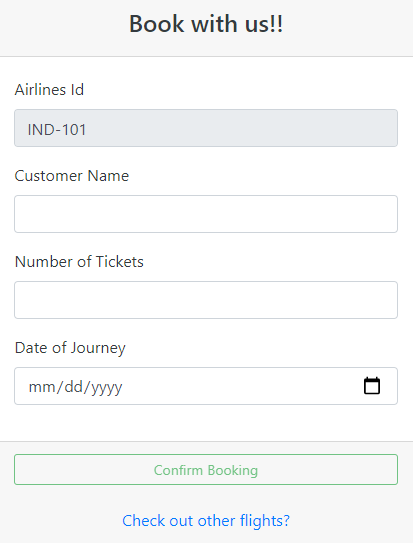 Book with us!!
Airlines Id
IND-101
Customer Name
Number of Tickets
Date of Journey
mm/dd/yyyy
Confirm Booking
Check out other flights?